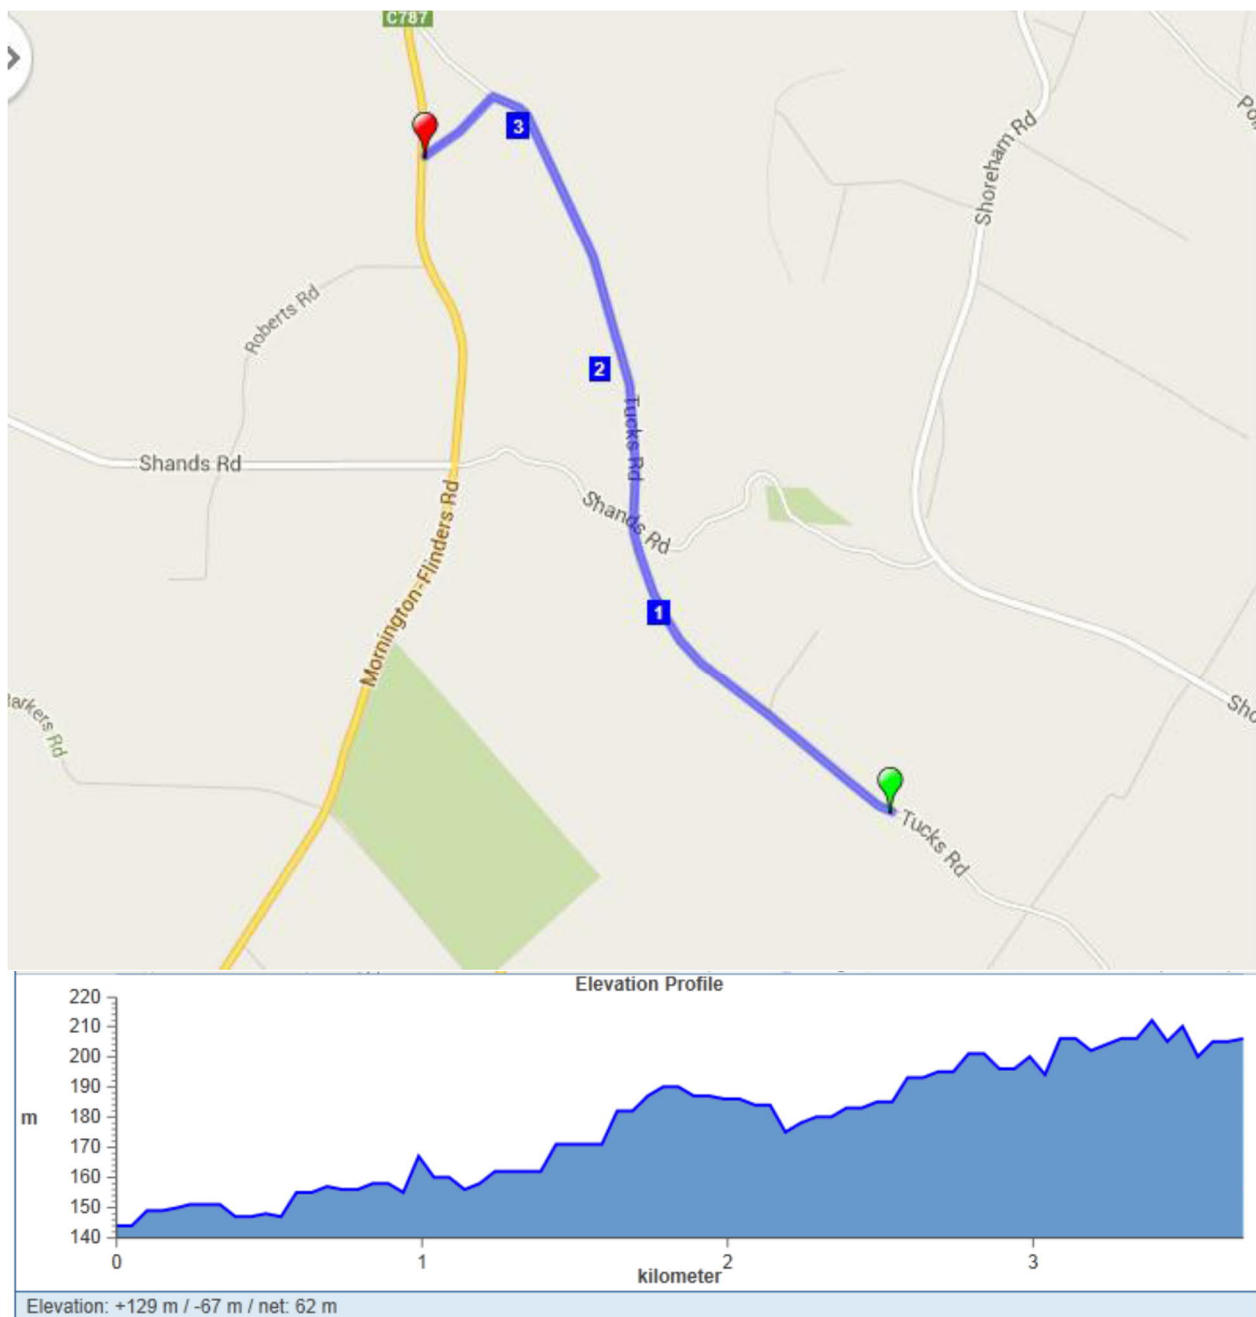 C787
3
Shoreham Rd
Roberts Rd
2
Tucks Rd
Shands Rd
Shands Rd
Mornington-Flinders Rd
1
Barkers Rd
Tucks Rd
Elevation Profile
220
210
200
190
180
170
160
150
140
m
0 1 2 3
kilometer
Elevation: +129 m / -67 m / net: 62 m